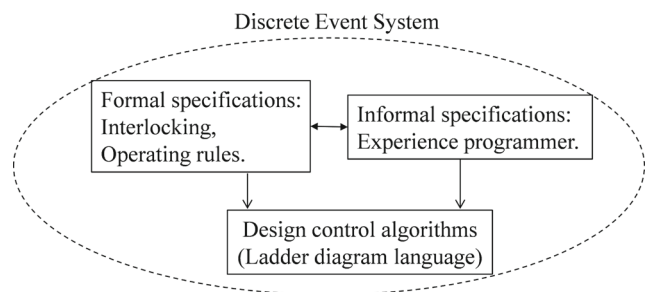 Discrete Event System
Formal specifications:
Interlocking,
Operating rules.
Informal specifications:
Experience programmer.
Design control algorithms
(Ladder diagram language)